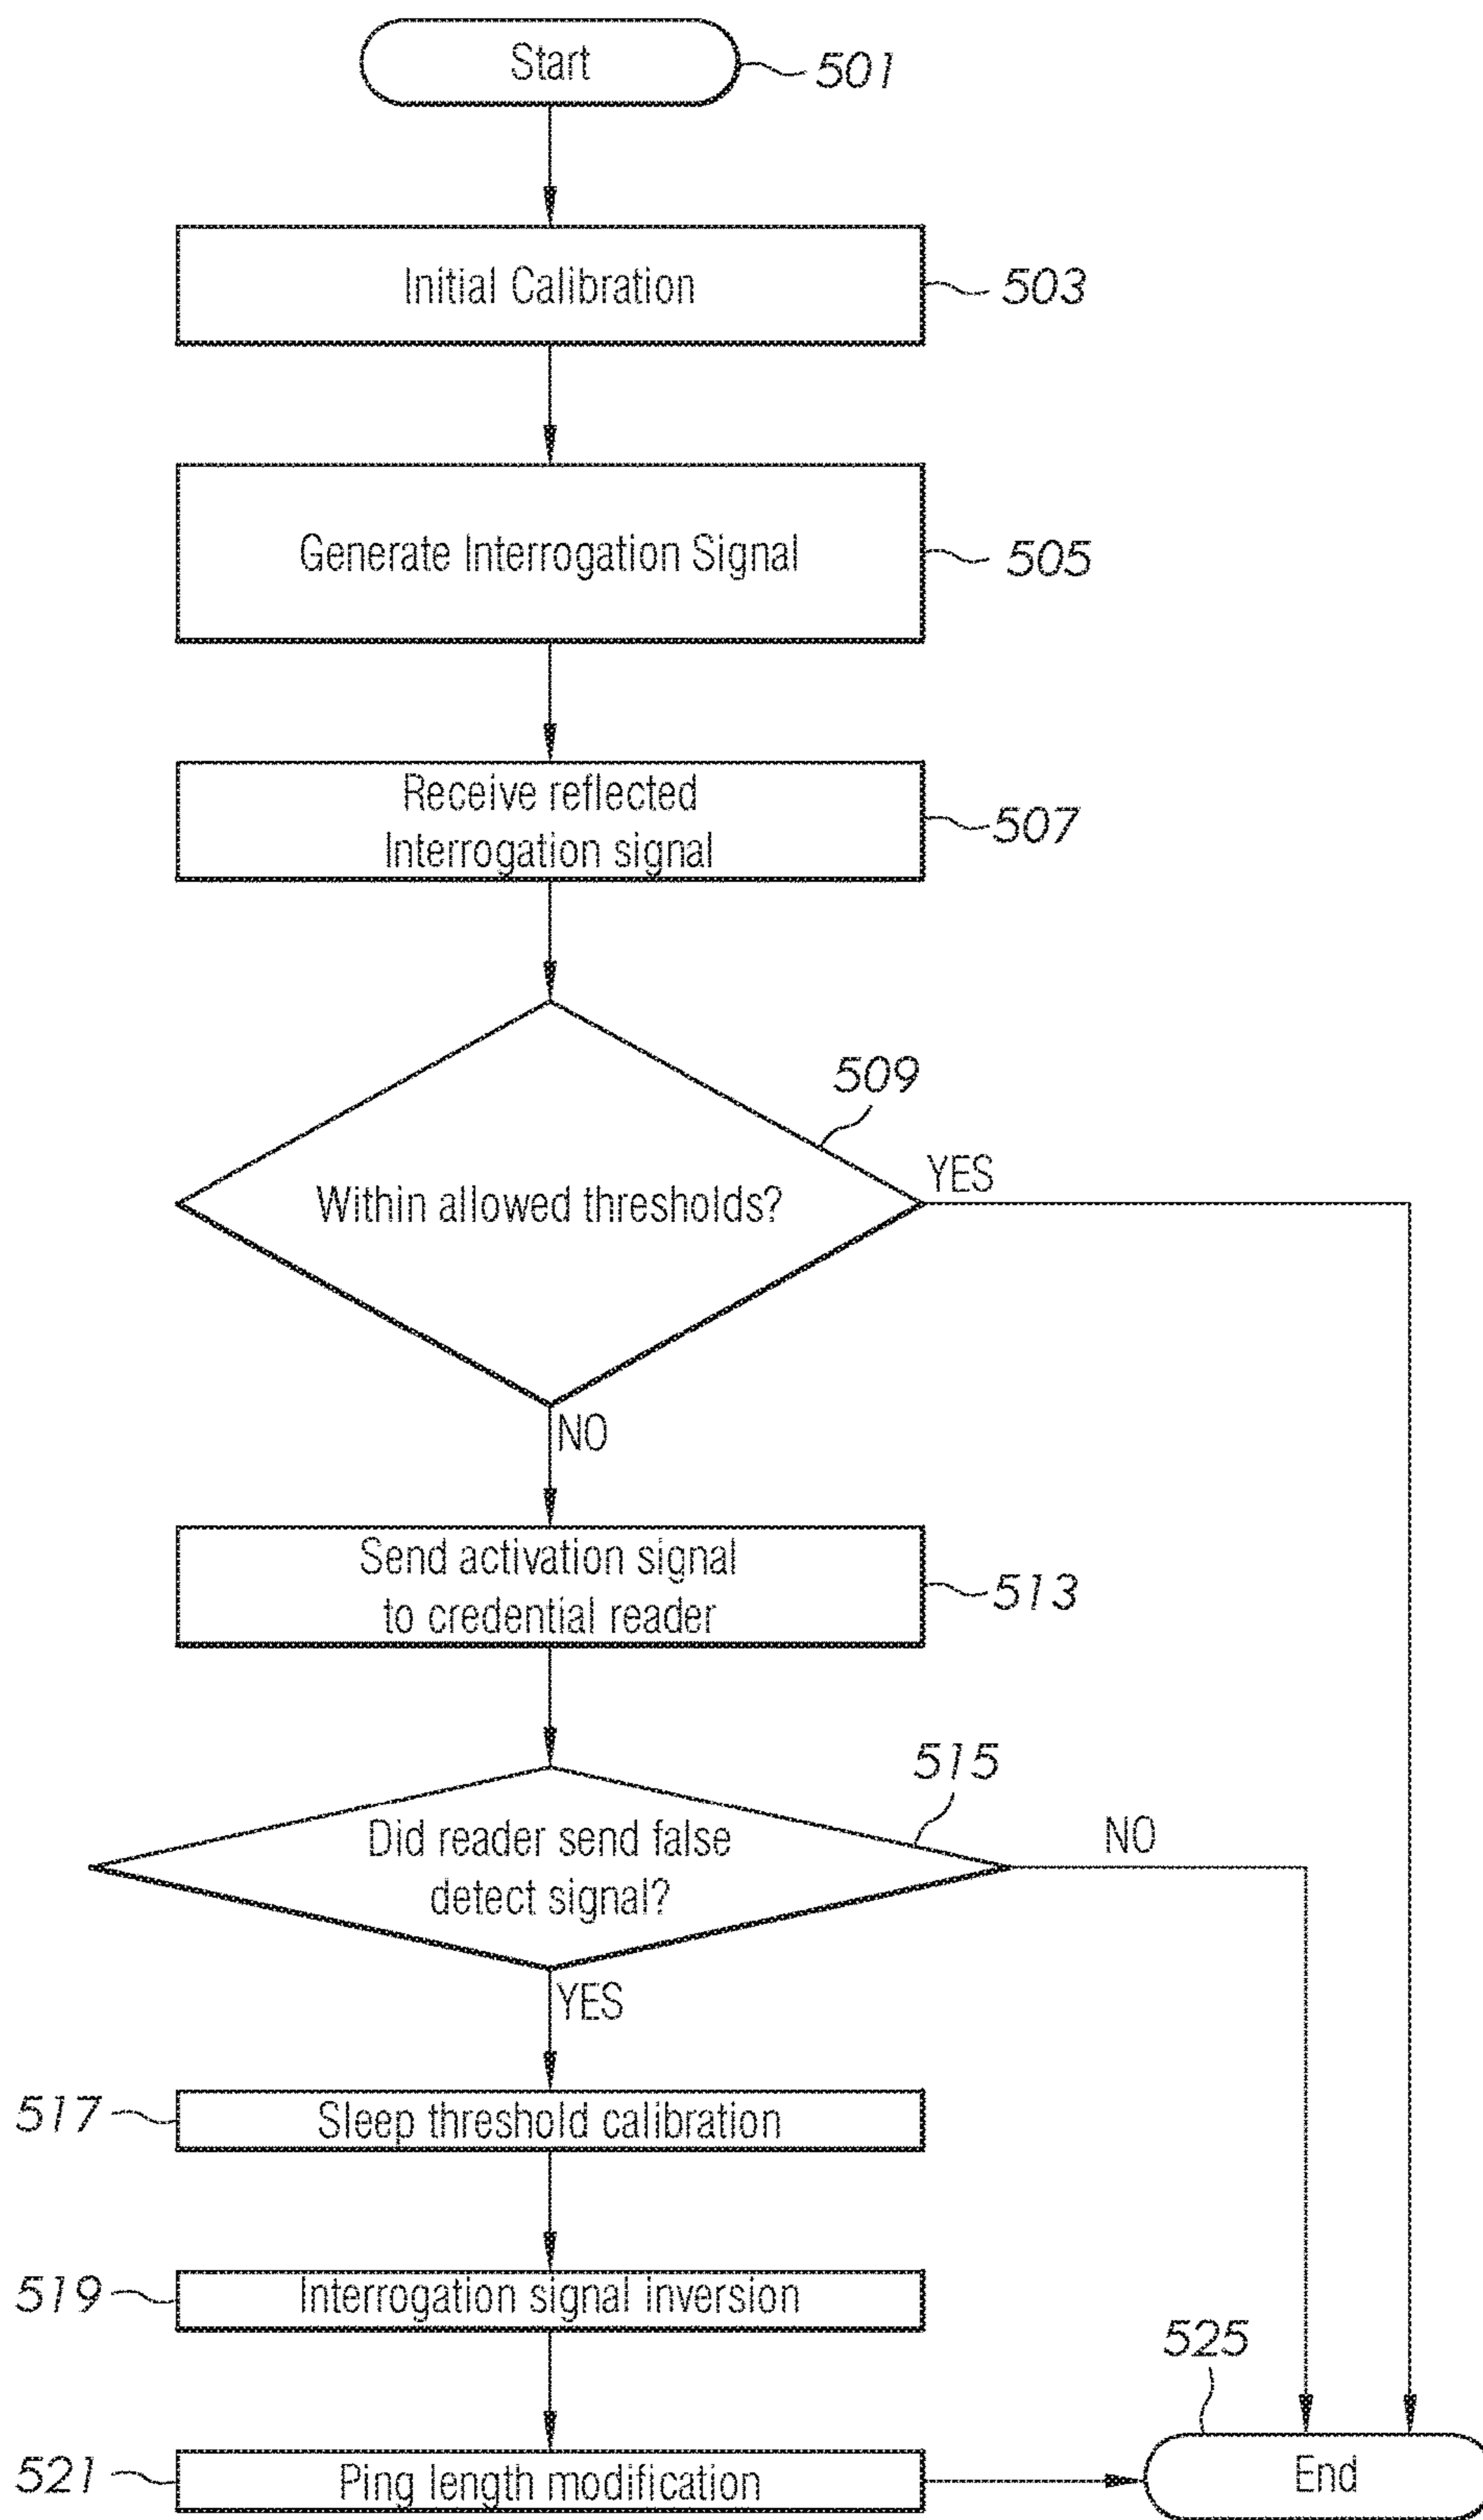 Start
501
Initial Calibration
503
Generate Interrogation Signal
505
Receive reflected
Interrogation signal
507
509
Within allowed thresholds?
YES
NO
Send activation signal
to credential reader
513
515
Did reader send false
detect signal?
NO
YES
517
Sleep threshold calibration
519
Interrogation signal inversion
525
521
Ping length modification
End